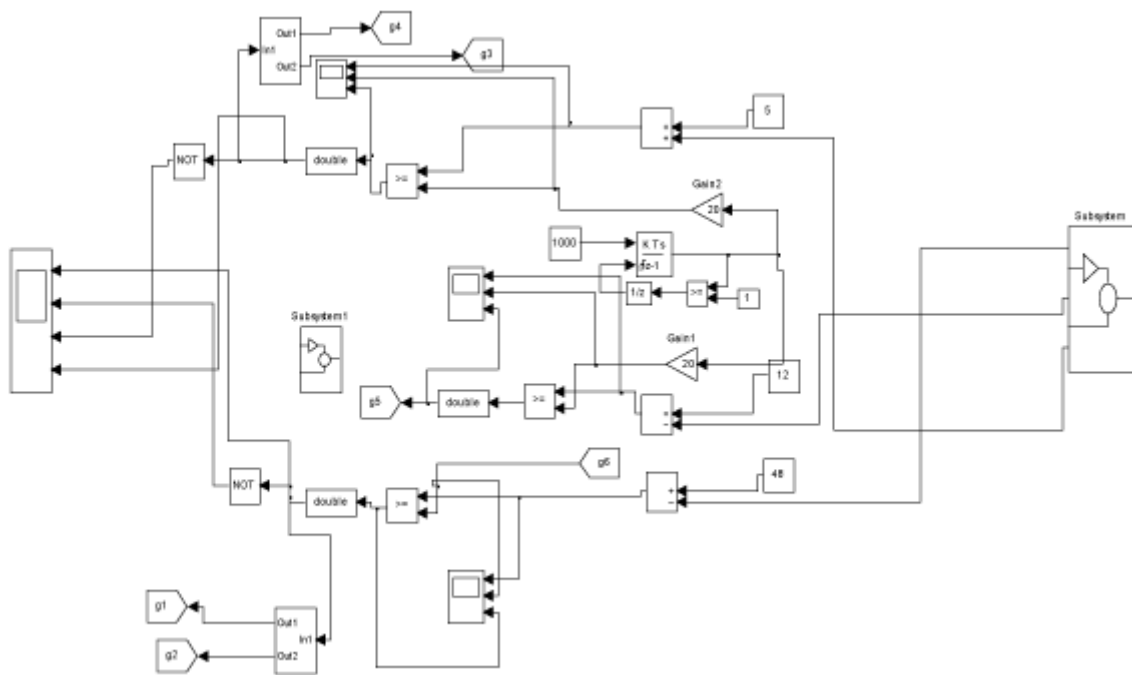 Out1
g4
In1
Out2
g3
5
NOT
double
>=
Gain2
20
Subsystem
1000
K Ts
1/z
>=
1
Subsystem1
Gain1
20
12
g5
double
>=
+
−
g6
NOT
48
double
>=
+
−
g1
Out1
In1
g2
Out2